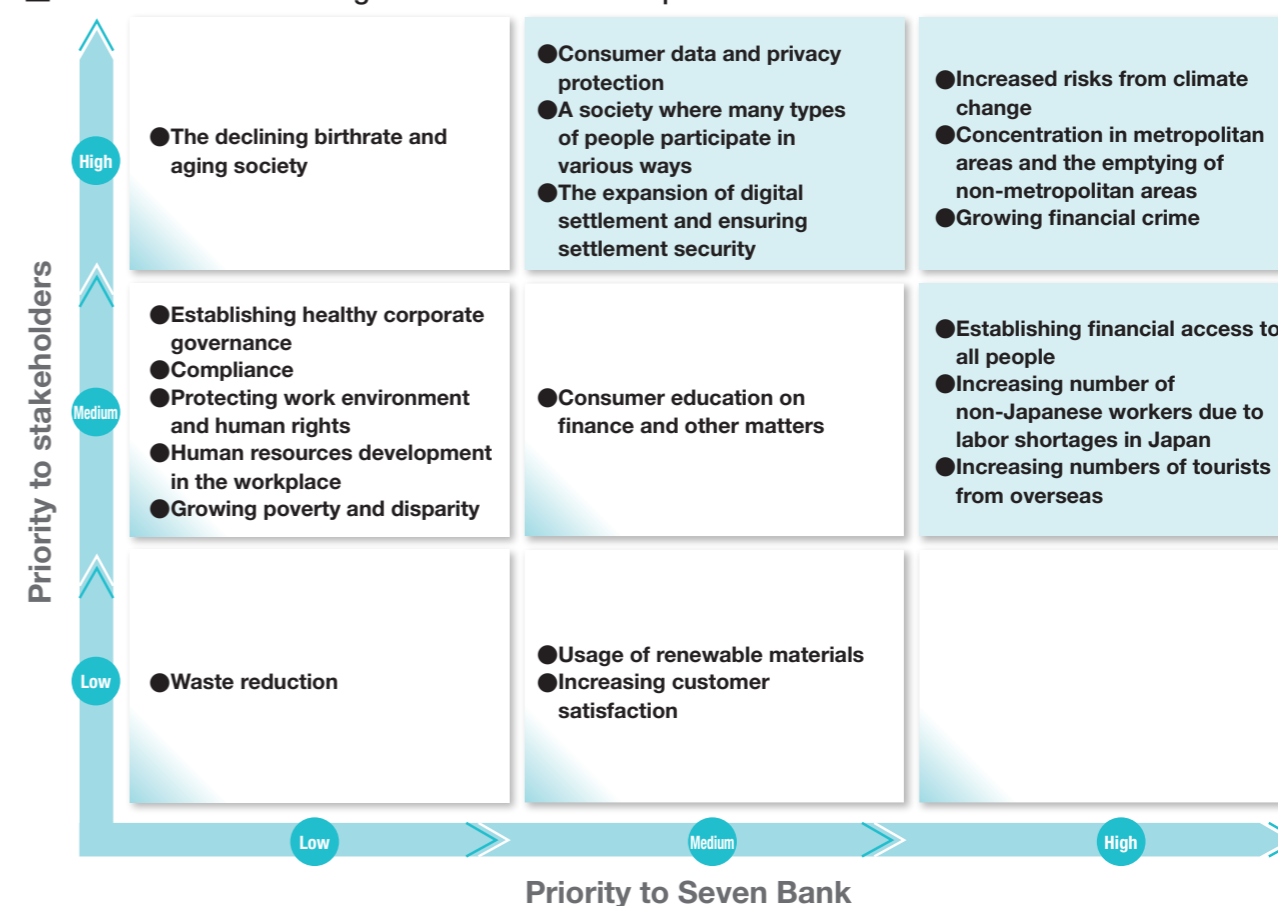 ●Consumer data and privacy
protection
●A society where many types
of people participate in
various ways
●The expansion of digital
settlement and ensuring
settlement security
●Increased risks from climate
change
●Concentration in metropolitan
areas and the emptying of
non-metropolitan areas
●Growing financial crime
●The declining birthrate and
aging society
High
●Establishing healthy corporate
governance
●Compliance
●Protecting work environment
and human rights
●Human resources development
in the workplace
●Growing poverty and disparity
●Consumer education on
finance and other matters
●Establishing financial access to
all people
●Increasing number of
non-Japanese workers due to
labor shortages in Japan
●Increasing numbers of tourists
from overseas
Medium
Priority to stakeholders
Low
●Waste reduction
●Usage of renewable materials
●Increasing customer
satisfaction
Low
Medium
High
Priority to Seven Bank